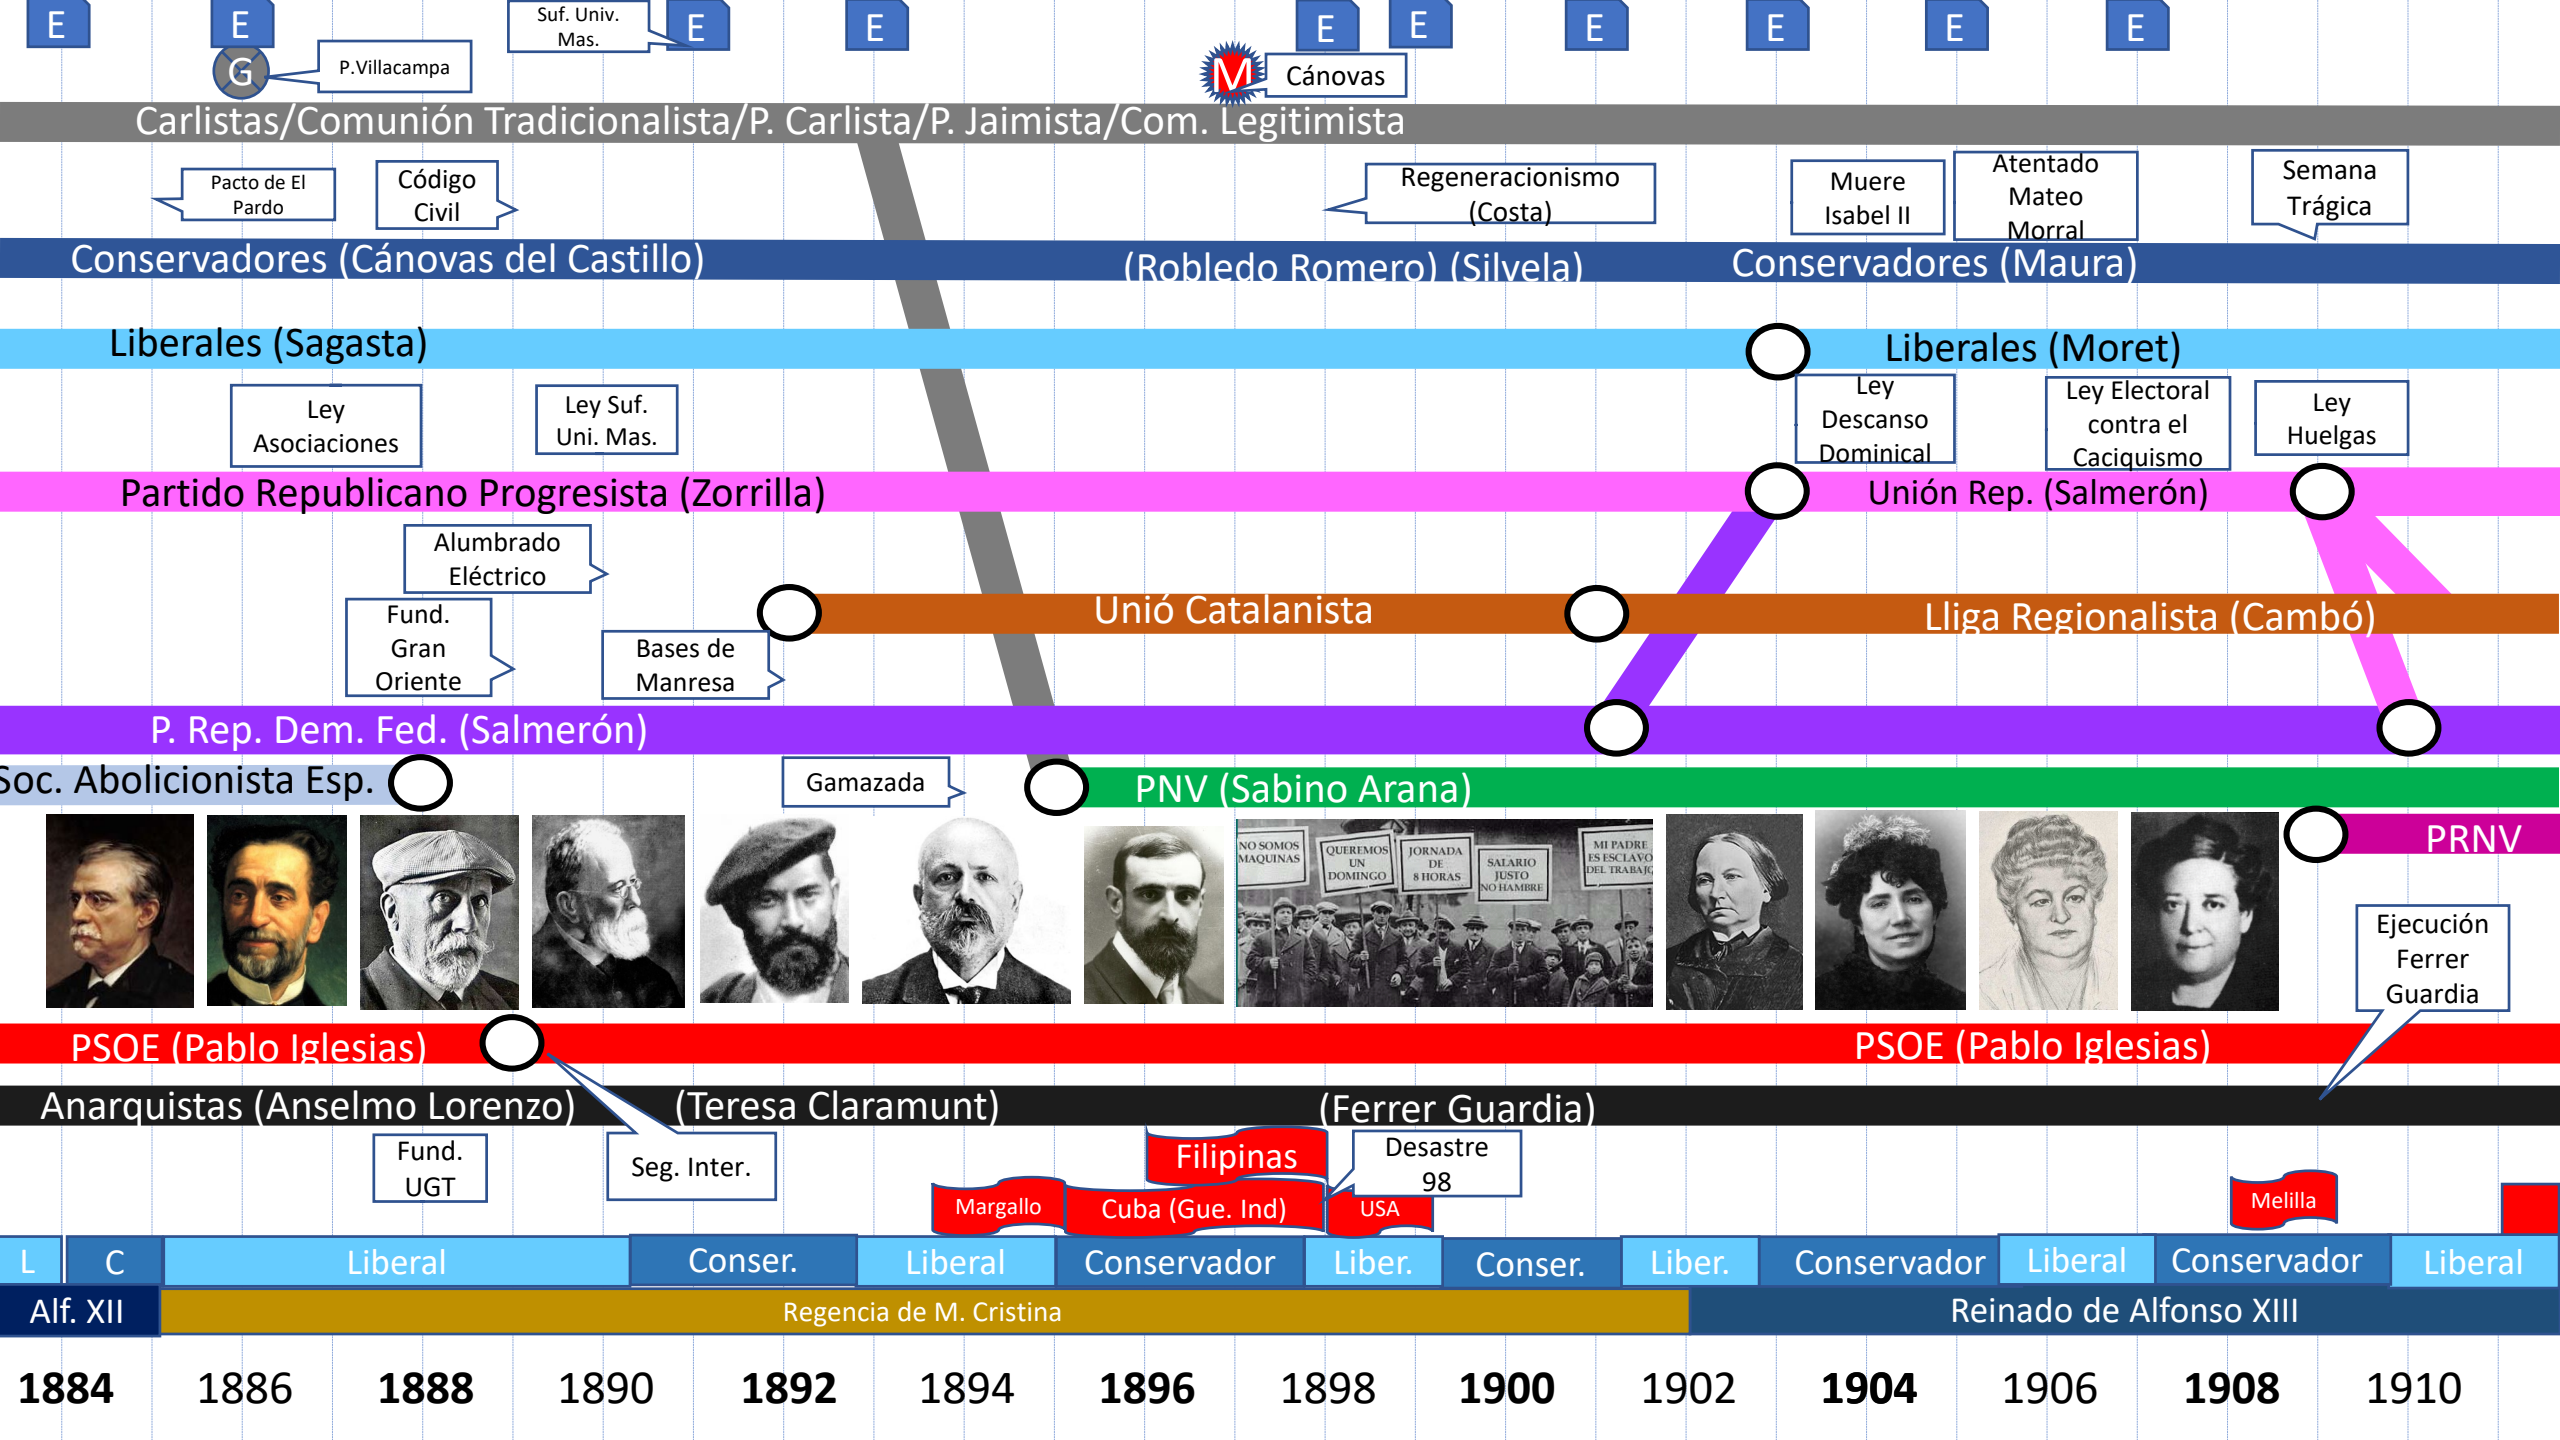 E
E
Suf. Univ.
Mas.
E
E
E
E
E
E
E
E
G
P.Villacampa
M
Cánovas
Carlistas/Comunión Tradicionalista/P. Carlista/P. Jaimista/Com. Legitimista
Pacto de El
Pardo
Código
Civil
Regeneracionismo
(Costa)
Muere
Isabel II
Atentado
Mateo
Morral
Semana
Trágica
Conservadores (Cánovas del Castillo)
(Robledo Romero) (Silvela)
Conservadores (Maura)
Liberales (Sagasta)
Liberales (Moret)
Ley
Asociaciones
Ley Suf.
Uni. Mas.
Ley
Descanso
Dominical
Ley Electoral
contra el
Caciquismo
Ley
Huelgas
Partido Republicano Progresista (Zorrilla)
Unión Rep. (Salmerón)
Alumbrado
Eléctrico
Fund.
Gran
Oriente
Unió Catalanista
Lliga Regionalista (Cambó)
Bases de
Manresa
P. Rep. Dem. Fed. (Salmerón)
Soc. Abolicionista Esp.
Gamazada
PNV (Sabino Arana)
PRNV
NO SOMOS
MAQUINAS
QUEREMOS
UN
DOMINGO
JORNADA
DE
8 HORAS
SALARIO
JUSTO
NO HAMBRE
MI PADRE
ES ESCLAVO
DEL TRABAJO
Ejecución
Ferrer
Guardia
PSOE (Pablo Iglesias)
PSOE (Pablo Iglesias)
Anarquistas (Anselmo Lorenzo)
(Teresa Claramunt)
(Ferrer Guardia)
Fund.
UGT
Seg. Inter.
Filipinas
Desastre
98
Margallo
Cuba (Gue. Ind)
USA
Melilla
L
C
Liberal
Conser.
Liberal
Conservador
Liber.
Conser.
Liber.
Conservador
Liberal
Conservador
Liberal
Alf. XII
Regencia de M. Cristina
Reinado de Alfonso XIII
1884
1886
1888
1890
1892
1894
1896
1898
1900
1902
1904
1906
1908
1910